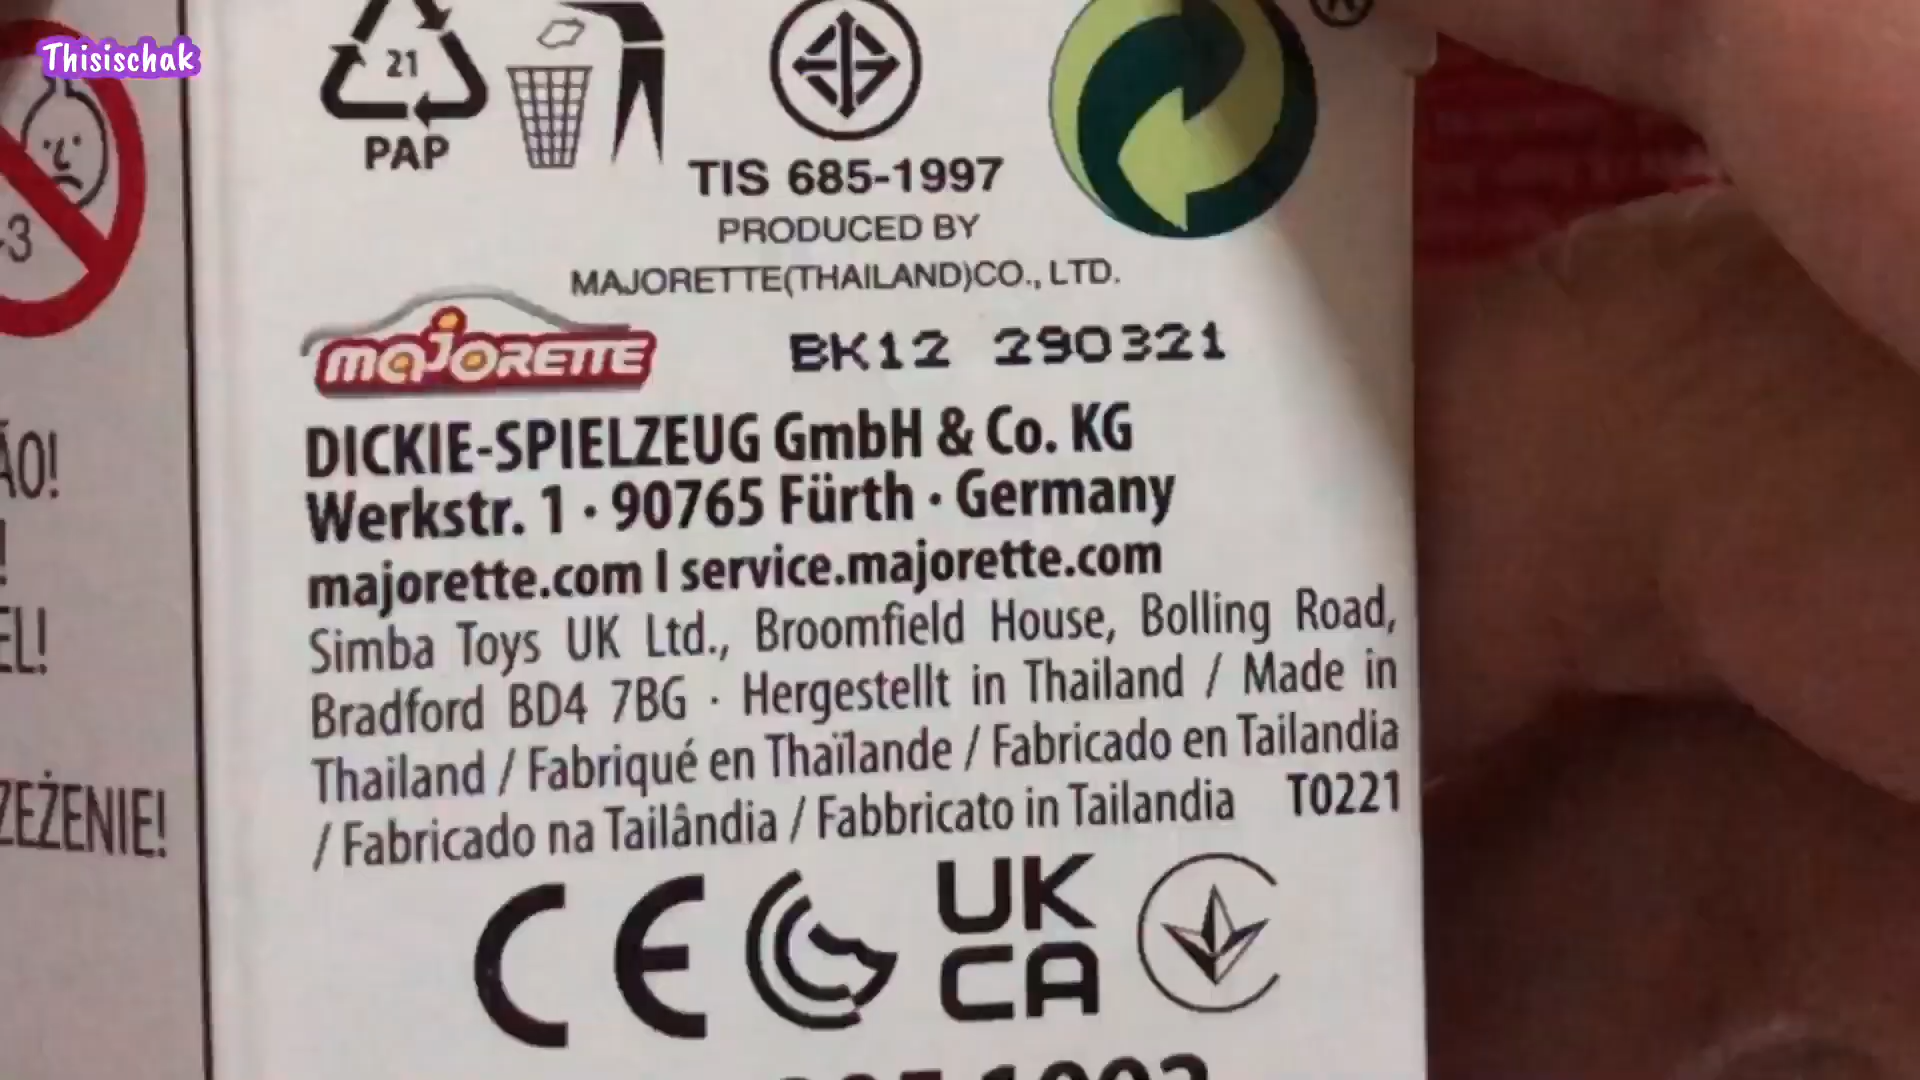 Thisischak
21
PAP
TIS 685-1997
PRODUCED BY
MAJORETTE(THAILAND)CO., LTD.
majorette
BK12 290321
DICKIE-SPIELZEUG GmbH & Co. KG
Werkstr. 1 · 90765 Fürth · Germany
majorette.com I service.majorette.com
Simba Toys UK Ltd., Broomfield House, Bolling Road,
Bradford BD4 7BG · Hergestellt in Thailand / Made in
Thailand / Fabriqué en Thaïlande / Fabricado en Tailandia
/ Fabricado na Tailândia / Fabbricato in Tailandia T0221
CE
UK
CA
-3
ÃO!
!
EL!
ZEŻENIE!